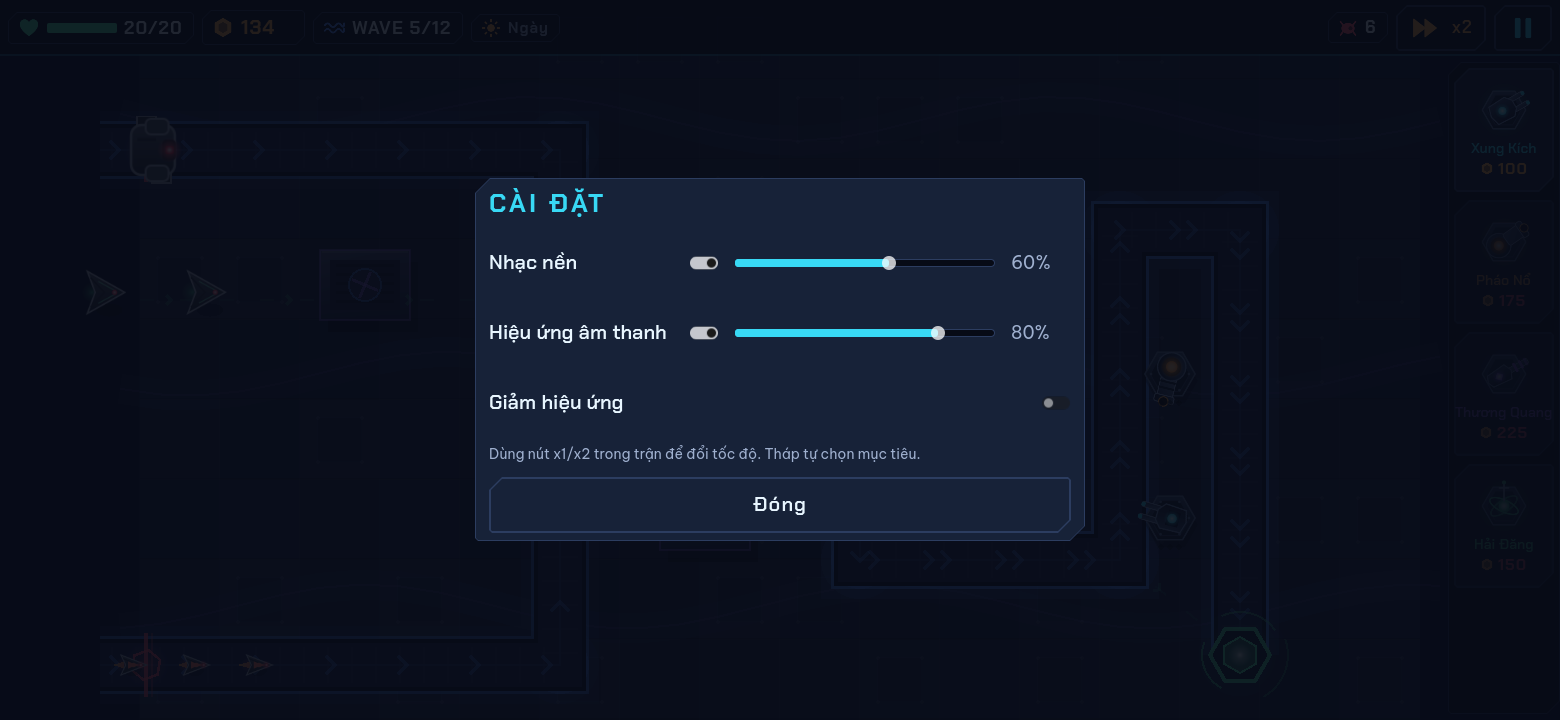 20/20
134
WAVE 5/12
Ngày
6
x2
Xung Kích
100
Pháo Nổ
175
Thương Quang
225
Hải Đăng
150
CÀI ĐẶT
Nhạc nền
60%
Hiệu ứng âm thanh
80%
Giảm hiệu ứng
Dùng nút x1/x2 trong trận để đổi tốc độ. Tháp tự chọn mục tiêu.
Đóng